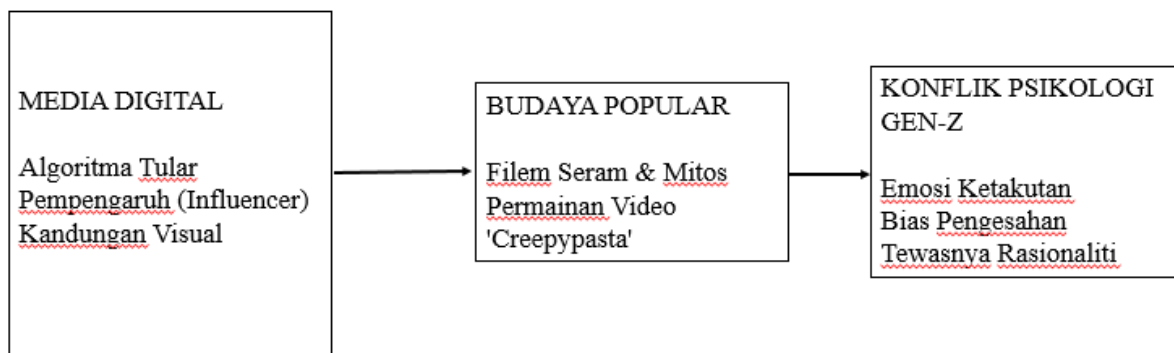 MEDIA DIGITAL
Algoritma Tular
Pempengaruh (Influencer)
Kandungan Visual
BUDAYA POPULAR
Filem Seram & Mitos
Permainan Video
'Creepypasta'
KONFLIK PSIKOLOGI
GEN-Z
Emosi Ketakutan
Bias Pengesahan
Tewasnya Rasionaliti